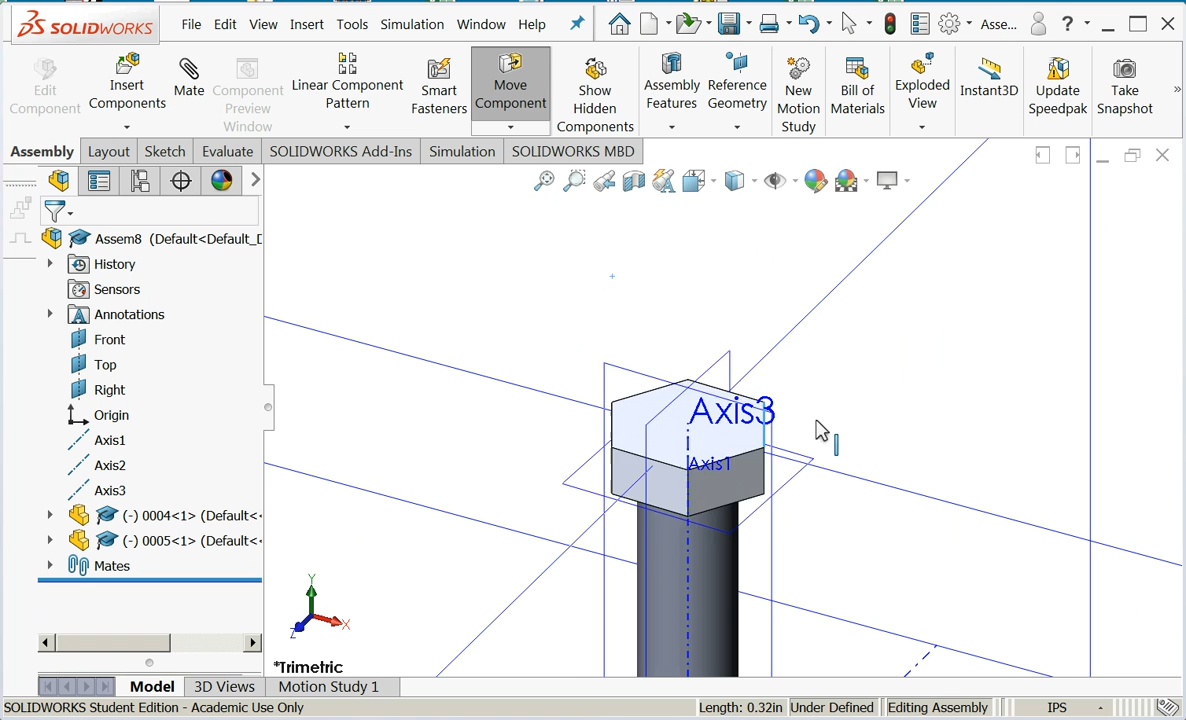 SOLIDWORKS File Edit View Insert Tools Simulation Window Help Asse... ?
Edit Component
Insert Components
Mate
Component Preview Window
Linear Component Pattern
Smart Fasteners
Move Component
Show Hidden Components
Assembly Features
Reference Geometry
New Motion Study
Bill of Materials
Exploded View
Instant3D
Update Speedpak
Take Snapshot
»
Assembly Layout Sketch Evaluate SOLIDWORKS Add-Ins Simulation SOLIDWORKS MBD
Assem8 (Default<Default_D
History
Sensors
Annotations
Front
Top
Right
Origin
Axis1
Axis2
Axis3
(-) 0004<1> (Default<
(-) 0005<1> (Default<
Mates
Axis3
Axis1
Y
X
Z
*Trimetric
Model 3D Views Motion Study 1
SOLIDWORKS Student Edition - Academic Use Only Length: 0.32in Under Defined Editing Assembly IPS